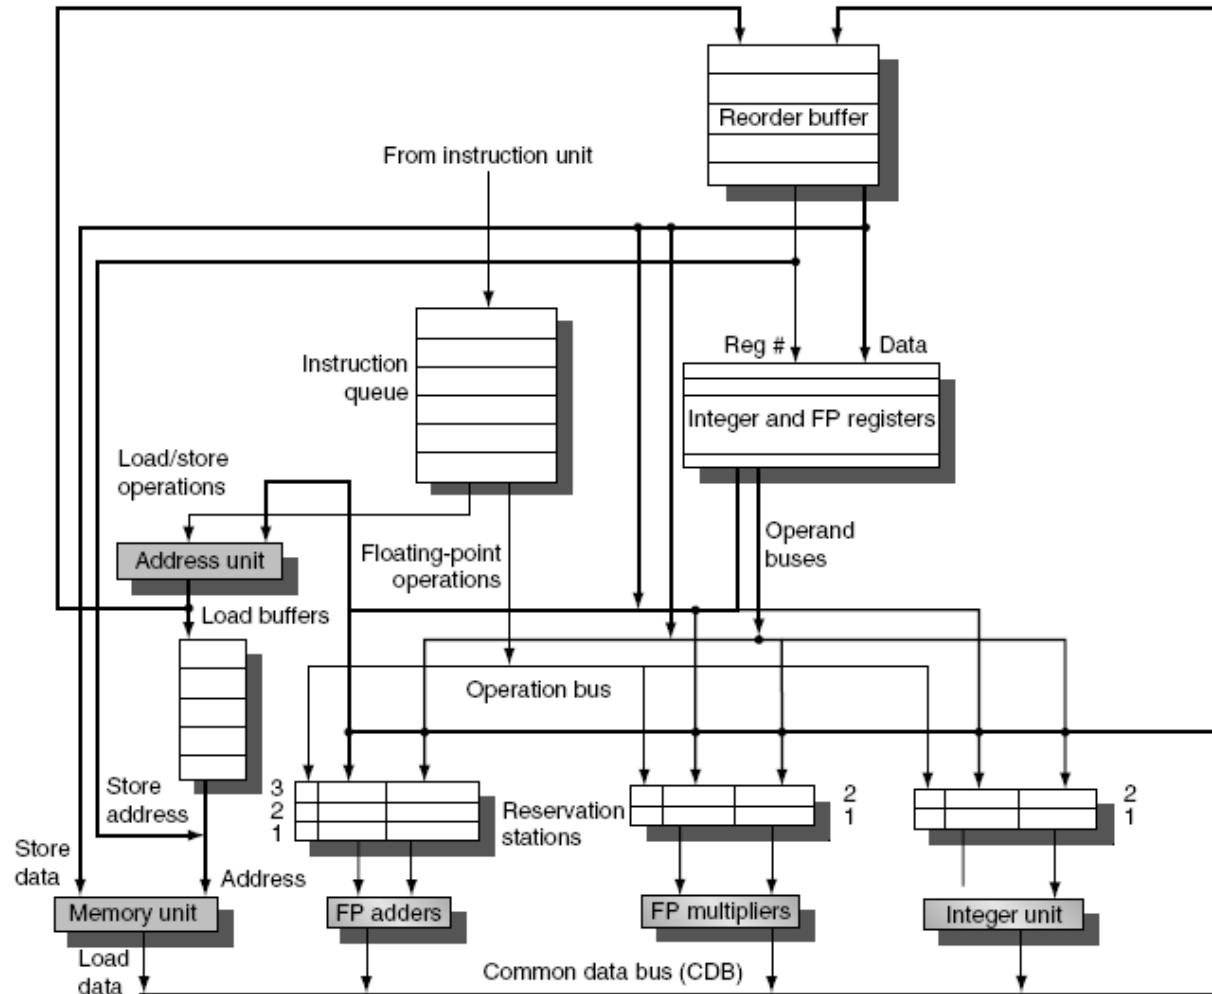 Reorder buffer
From instruction unit
Reg #
Data
Instruction
queue
Integer and FP registers
Load/store
operations
Operand
buses
Address unit
Floating-point
operations
Load buffers
Operation bus
Store
address
3
2
1
Reservation
stations
2
1
2
1
Store
data
Address
Memory unit
FP adders
FP multipliers
Integer unit
Load
data
Common data bus (CDB)